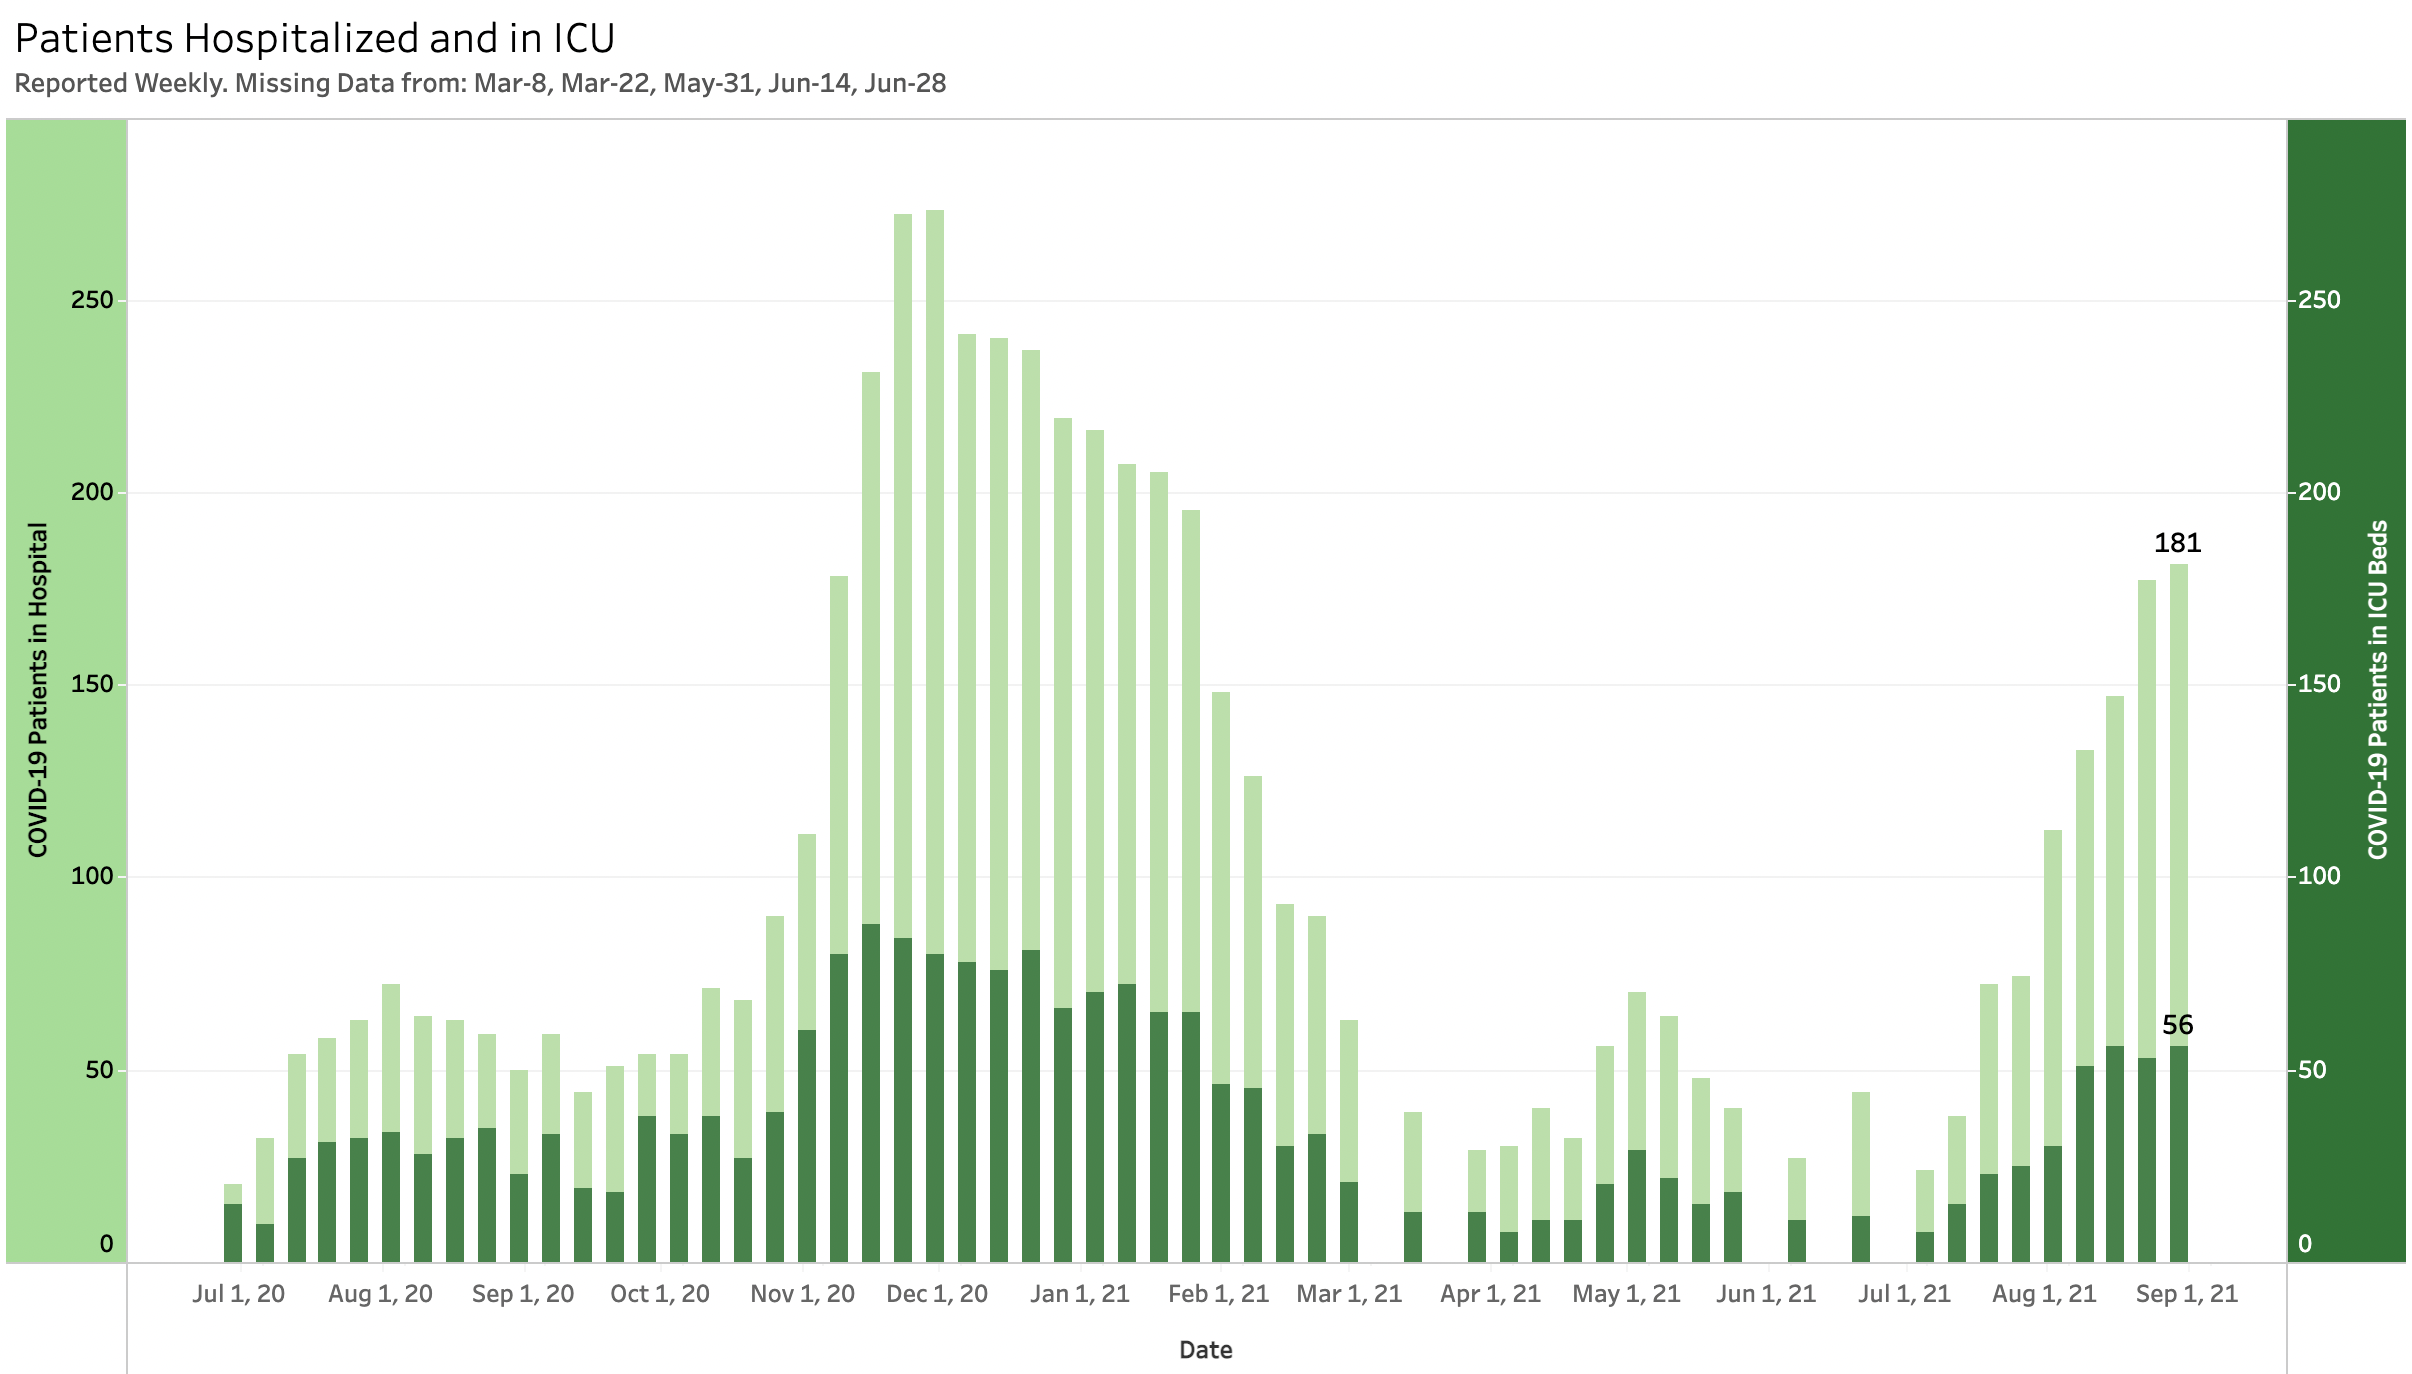 Patients Hospitalized and in ICU
Reported Weekly. Missing Data from: Mar-8, Mar-22, May-31, Jun-14, Jun-28
COVID-19 Patients in Hospital
250
200
150
100
50
0
181
56
250
200
150
100
50
0
COVID-19 Patients in ICU Beds
Jul 1, 20 Aug 1, 20 Sep 1, 20 Oct 1, 20 Nov 1, 20 Dec 1, 20 Jan 1, 21 Feb 1, 21 Mar 1, 21 Apr 1, 21 May 1, 21 Jun 1, 21 Jul 1, 21 Aug 1, 21 Sep 1, 21
Date